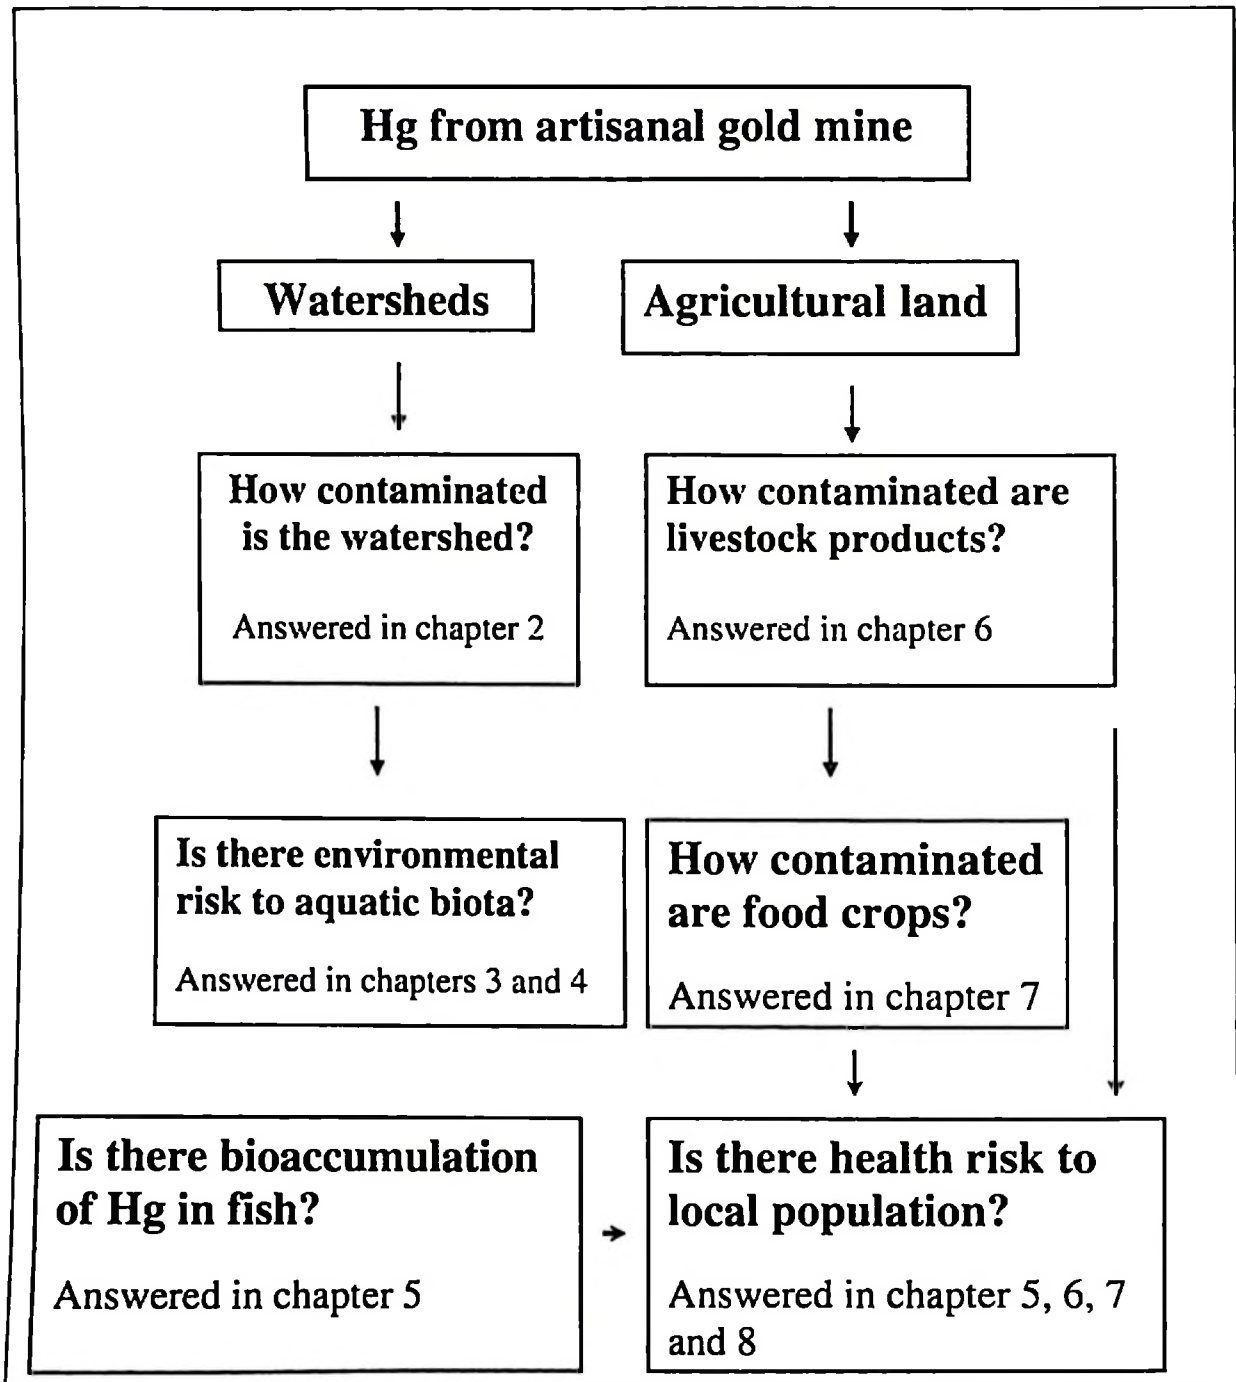 Hg from artisanal gold mine
Watersheds
Agricultural land
How contaminated
is the watershed?
Answered in chapter 2
How contaminated are
livestock products?
Answered in chapter 6
Is there environmental
risk to aquatic biota?
Answered in chapters 3 and 4
How contaminated
are food crops?
Answered in chapter 7
Is there bioaccumulation
of Hg in fish?
Answered in chapter 5
Is there health risk to
local population?
Answered in chapter 5, 6, 7
and 8